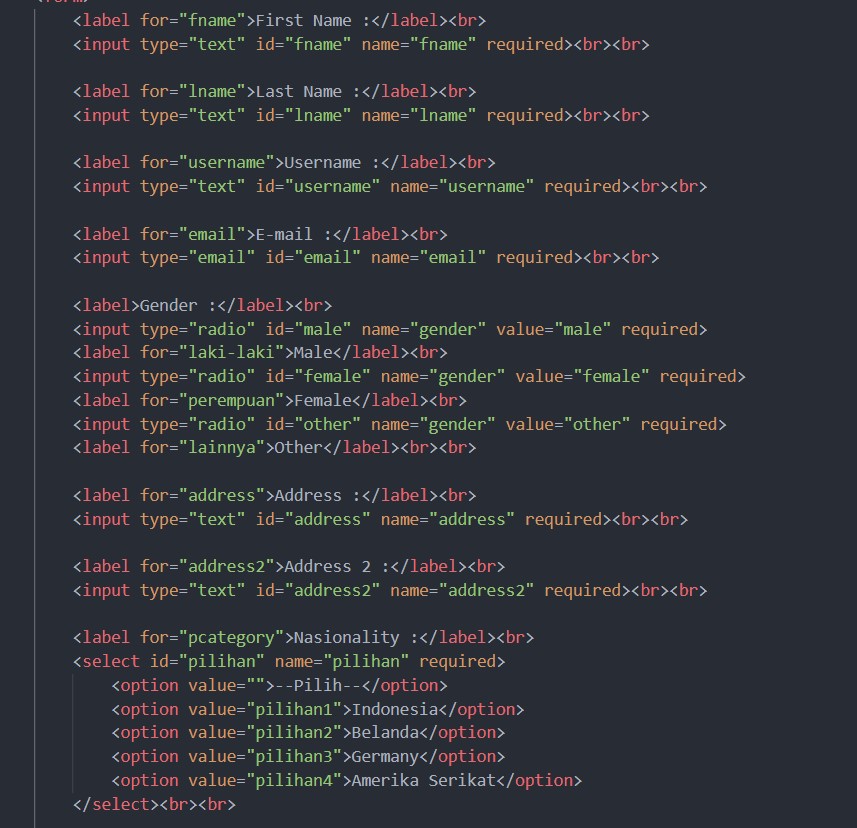 <form>
<label for="fname">First Name :</label><br>
<input type="text" id="fname" name="fname" required><br><br>
<label for="lname">Last Name :</label><br>
<input type="text" id="lname" name="lname" required><br><br>
<label for="username">Username :</label><br>
<input type="text" id="username" name="username" required><br><br>
<label for="email">E-mail :</label><br>
<input type="email" id="email" name="email" required><br><br>
<label>Gender :</label><br>
<input type="radio" id="male" name="gender" value="male" required>
<label for="laki-laki">Male</label><br>
<input type="radio" id="female" name="gender" value="female" required>
<label for="perempuan">Female</label><br>
<input type="radio" id="other" name="gender" value="other" required>
<label for="lainnya">Other</label><br><br>
<label for="address">Address :</label><br>
<input type="text" id="address" name="address" required><br><br>
<label for="address2">Address 2 :</label><br>
<input type="text" id="address2" name="address2" required><br><br>
<label for="pcategory">Nasionality :</label><br>
<select id="pilihan" name="pilihan" required>
<option value="">--Pilih--</option>
<option value="pilihan1">Indonesia</option>
<option value="pilihan2">Belanda</option>
<option value="pilihan3">Germany</option>
<option value="pilihan4">Amerika Serikat</option>
</select><br><br>